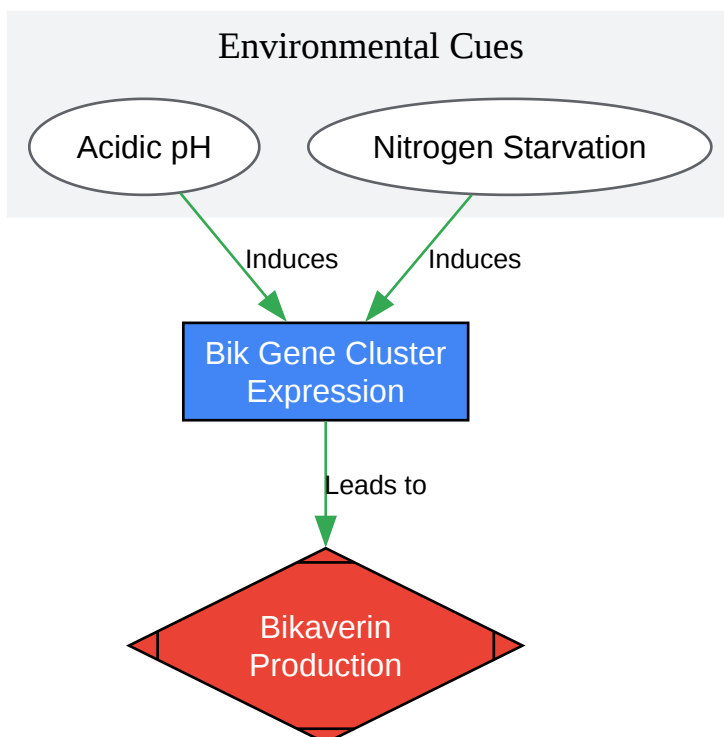 Environmental Cues
Acidic pH
Nitrogen Starvation
Induces
Induces
Bik Gene Cluster
Expression
Leads to
Bikaverin
Production